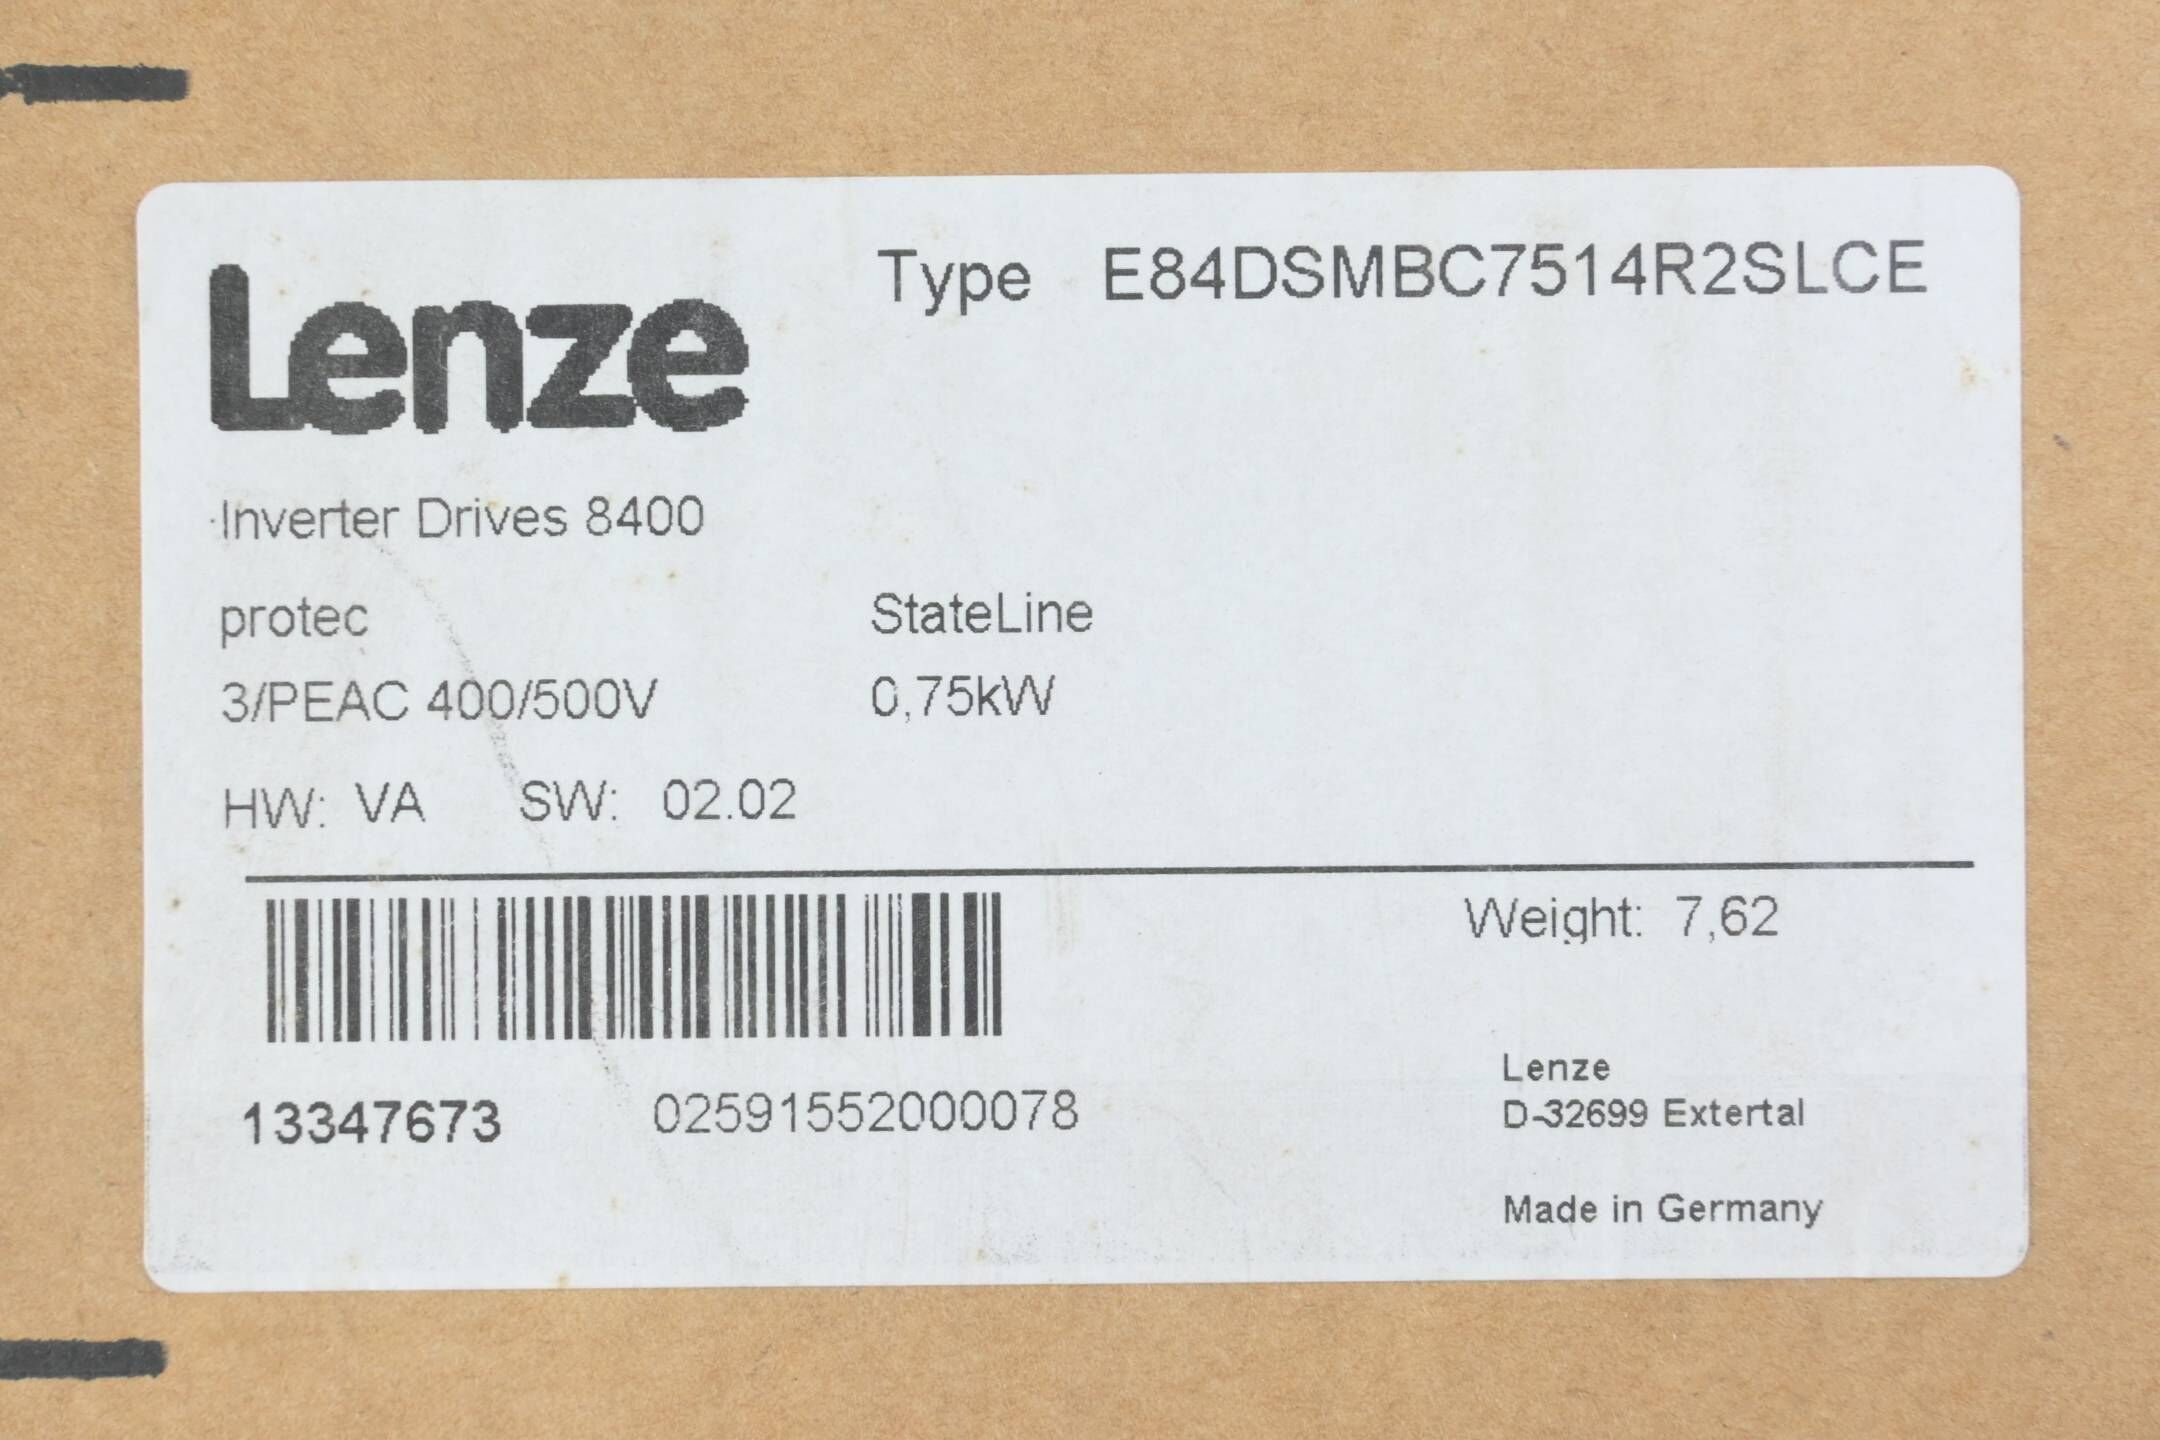 Lenze
Type E84DSMBC7514R2SLCE
Inverter Drives 8400
protec StateLine
3/PEAC 400/500V 0,75kW
HW: VA SW: 02.02
Weight: 7,62
13347673 02591552000078
Lenze
D-32699 Extertal
Made in Germany